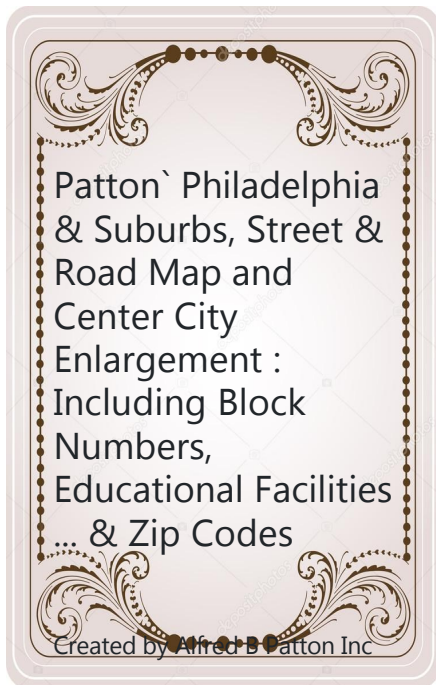 Patton` Philadelphia
& Suburbs, Street &
Road Map and
Center City
Enlargement :
Including Block
Numbers,
Educational Facilities
... & Zip Codes
Created by Alfred B Patton Inc